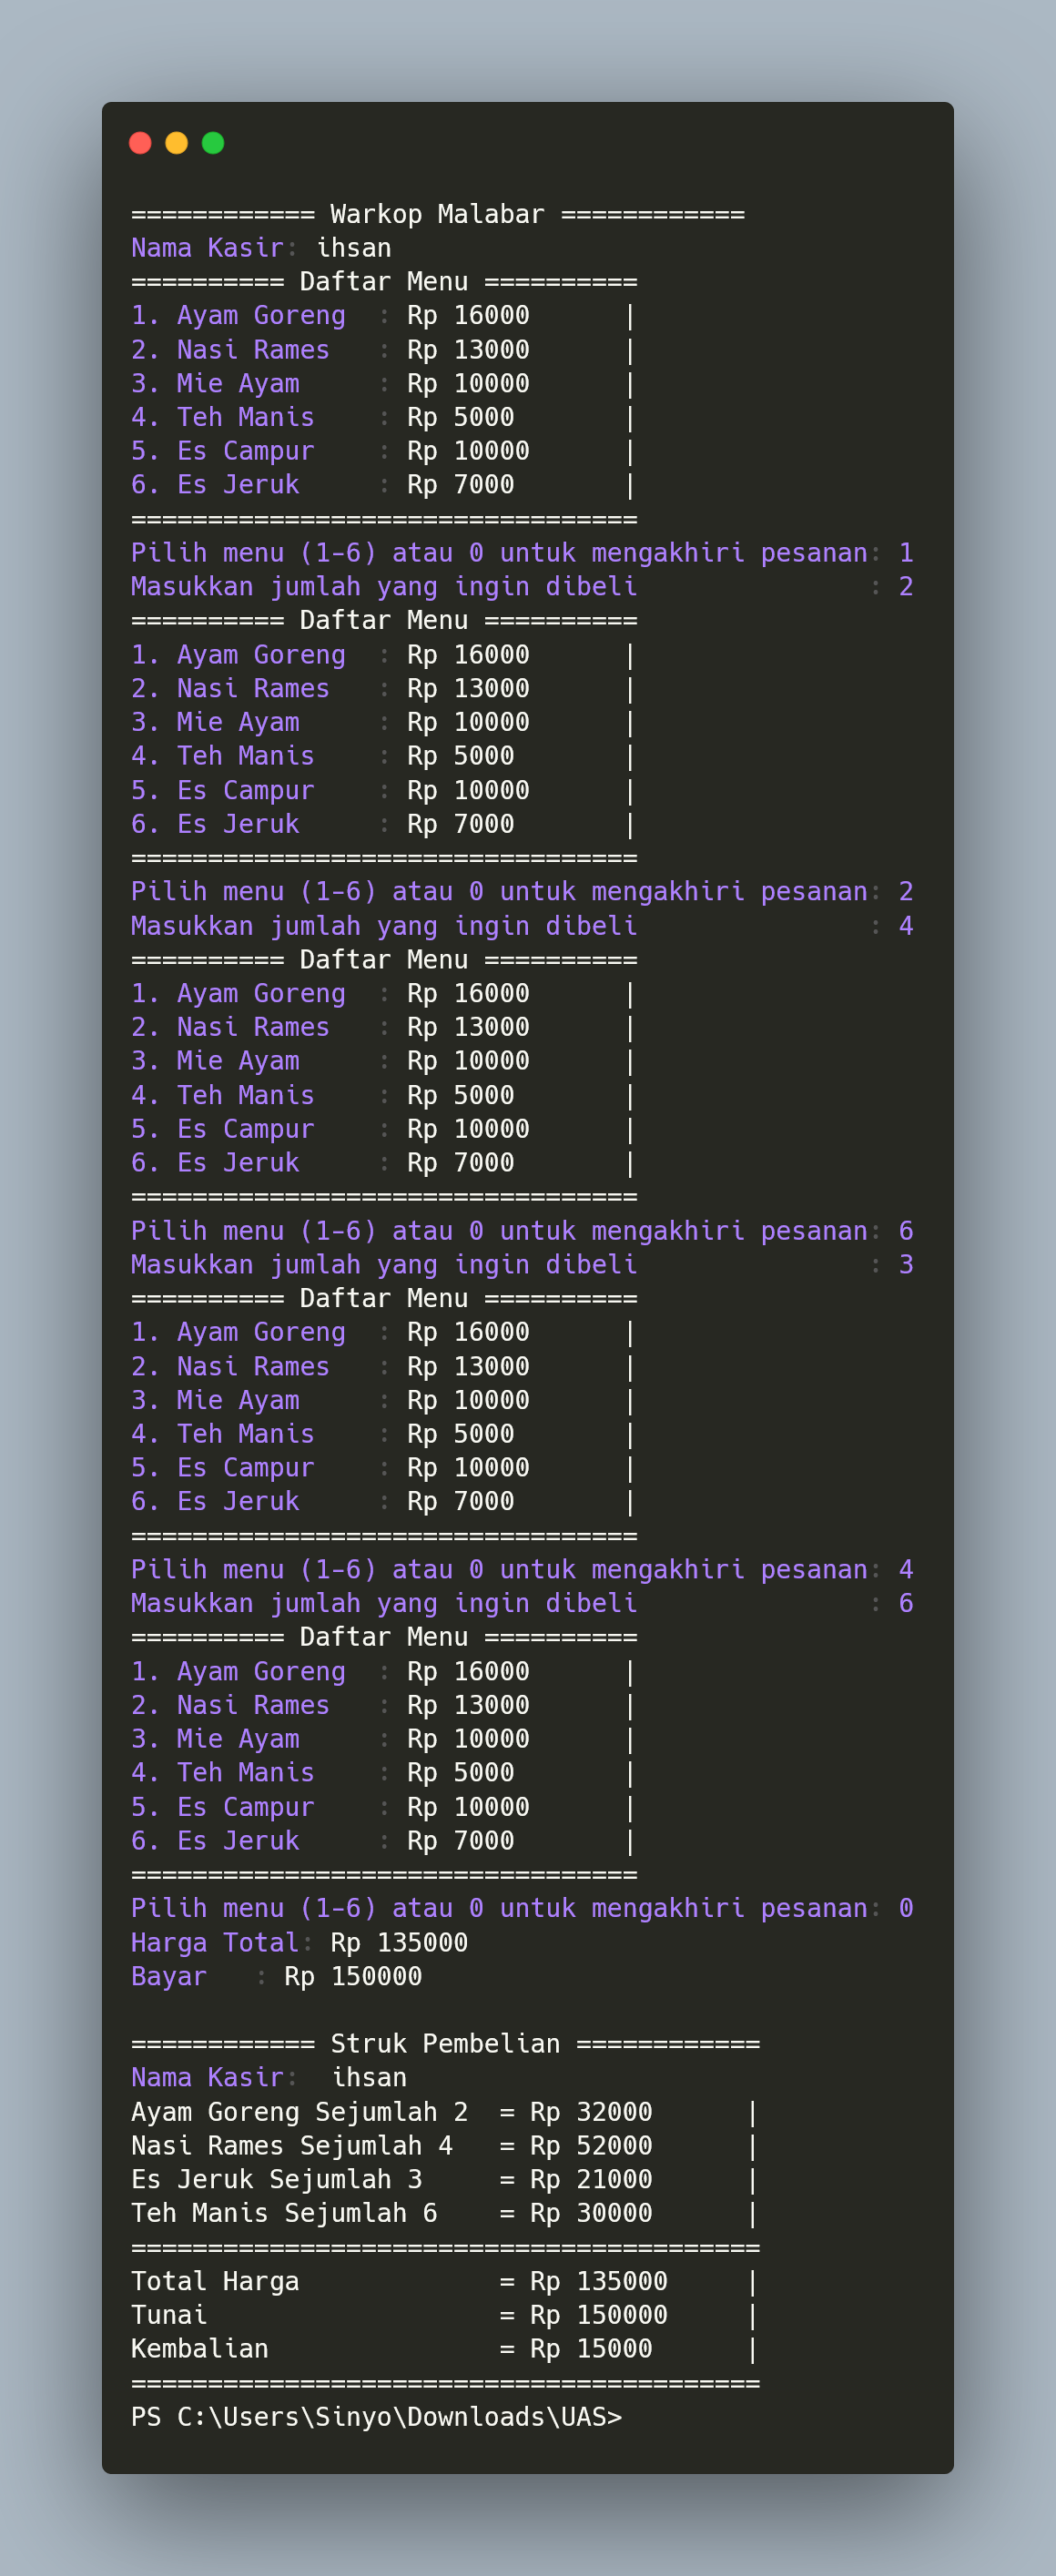 ============ Warkop Malabar ============
Nama Kasir: ihsan
========== Daftar Menu ==========
1. Ayam Goreng  : Rp 16000      |
2. Nasi Rames   : Rp 13000      |
3. Mie Ayam     : Rp 10000      |
4. Teh Manis    : Rp 5000       |
5. Es Campur    : Rp 10000      |
6. Es Jeruk     : Rp 7000       |
=================================
Pilih menu (1-6) atau 0 untuk mengakhiri pesanan: 1
Masukkan jumlah yang ingin dibeli               : 2
========== Daftar Menu ==========
1. Ayam Goreng  : Rp 16000      |
2. Nasi Rames   : Rp 13000      |
3. Mie Ayam     : Rp 10000      |
4. Teh Manis    : Rp 5000       |
5. Es Campur    : Rp 10000      |
6. Es Jeruk     : Rp 7000       |
=================================
Pilih menu (1-6) atau 0 untuk mengakhiri pesanan: 2
Masukkan jumlah yang ingin dibeli               : 4
========== Daftar Menu ==========
1. Ayam Goreng  : Rp 16000      |
2. Nasi Rames   : Rp 13000      |
3. Mie Ayam     : Rp 10000      |
4. Teh Manis    : Rp 5000       |
5. Es Campur    : Rp 10000      |
6. Es Jeruk     : Rp 7000       |
=================================
Pilih menu (1-6) atau 0 untuk mengakhiri pesanan: 6
Masukkan jumlah yang ingin dibeli               : 3
========== Daftar Menu ==========
1. Ayam Goreng  : Rp 16000      |
2. Nasi Rames   : Rp 13000      |
3. Mie Ayam     : Rp 10000      |
4. Teh Manis    : Rp 5000       |
5. Es Campur    : Rp 10000      |
6. Es Jeruk     : Rp 7000       |
=================================
Pilih menu (1-6) atau 0 untuk mengakhiri pesanan: 4
Masukkan jumlah yang ingin dibeli               : 6
========== Daftar Menu ==========
1. Ayam Goreng  : Rp 16000      |
2. Nasi Rames   : Rp 13000      |
3. Mie Ayam     : Rp 10000      |
4. Teh Manis    : Rp 5000       |
5. Es Campur    : Rp 10000      |
6. Es Jeruk     : Rp 7000       |
=================================
Pilih menu (1-6) atau 0 untuk mengakhiri pesanan: 0
Harga Total: Rp 135000
Bayar   : Rp 150000

============ Struk Pembelian ============
Nama Kasir:  ihsan
Ayam Goreng Sejumlah 2  = Rp 32000      |
Nasi Rames Sejumlah 4   = Rp 52000      |
Es Jeruk Sejumlah 3     = Rp 21000      |
Teh Manis Sejumlah 6    = Rp 30000      |
=========================================
Total Harga             = Rp 135000     |
Tunai                   = Rp 150000     |
Kembalian               = Rp 15000      |
=========================================
PS C:\Users\Sinyo\Downloads\UAS>